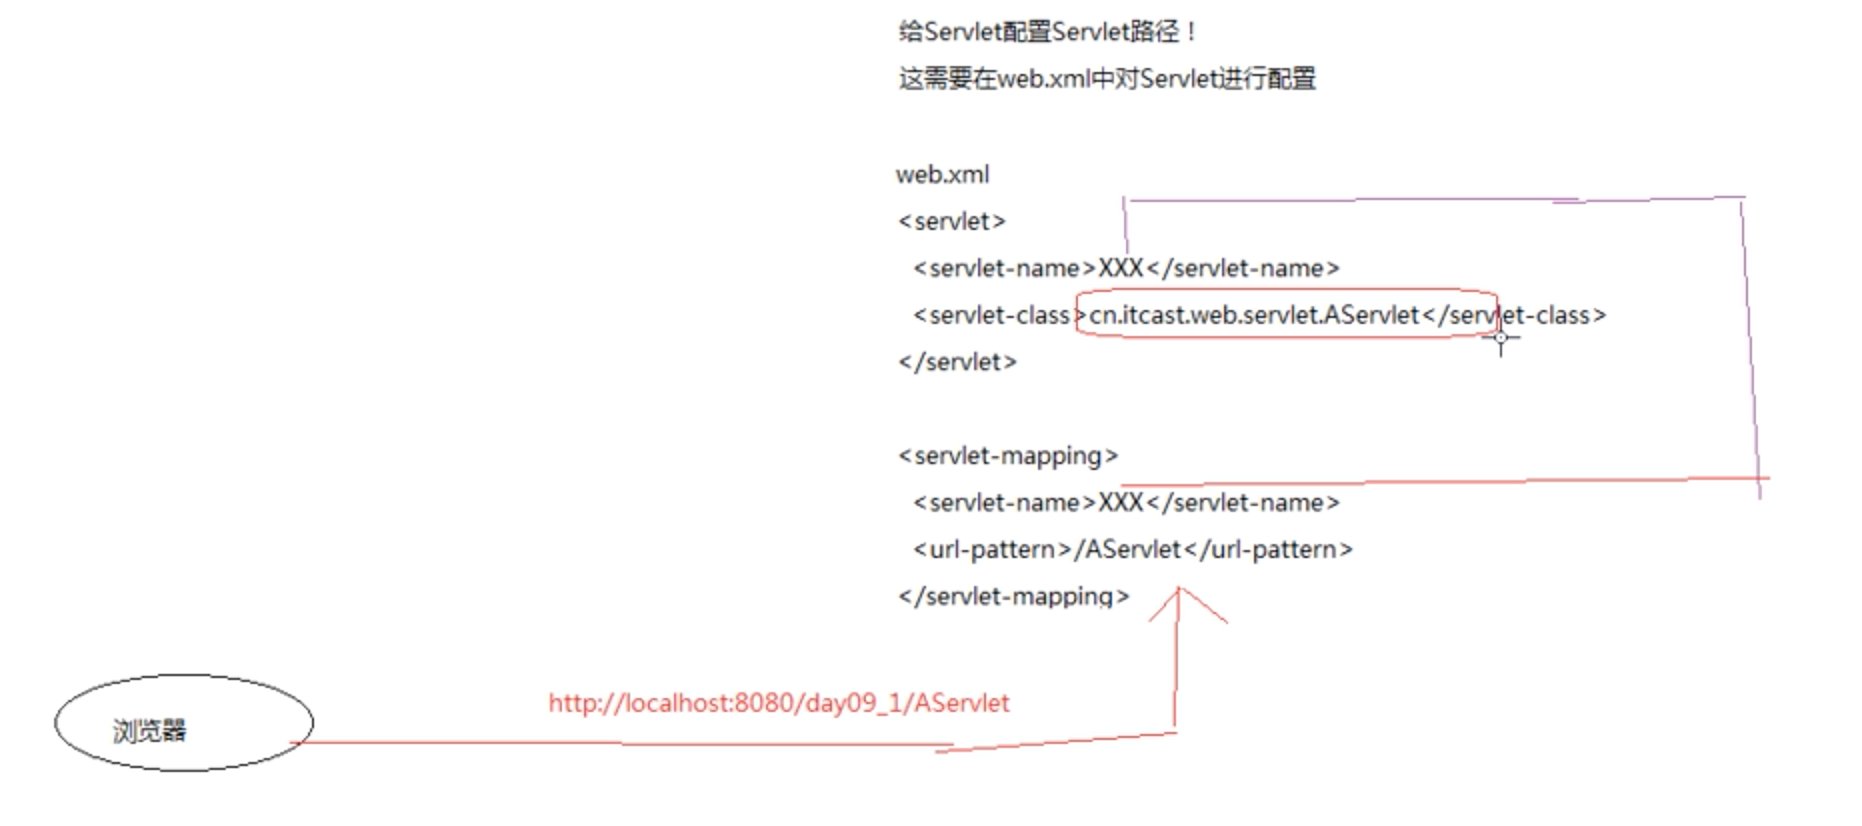 给Servlet配置Servlet路径！
这需要在web.xml中对Servlet进行配置
web.xml
<servlet>
<servlet-name>XXX</servlet-name>
<servlet-class>cn.itcast.web.servlet.AServlet</servlet-class>
</servlet>
<servlet-mapping>
<servlet-name>XXX</servlet-name>
<url-pattern>/AServlet</url-pattern>
</servlet-mapping>
http://localhost:8080/day09_1/AServlet
浏览器